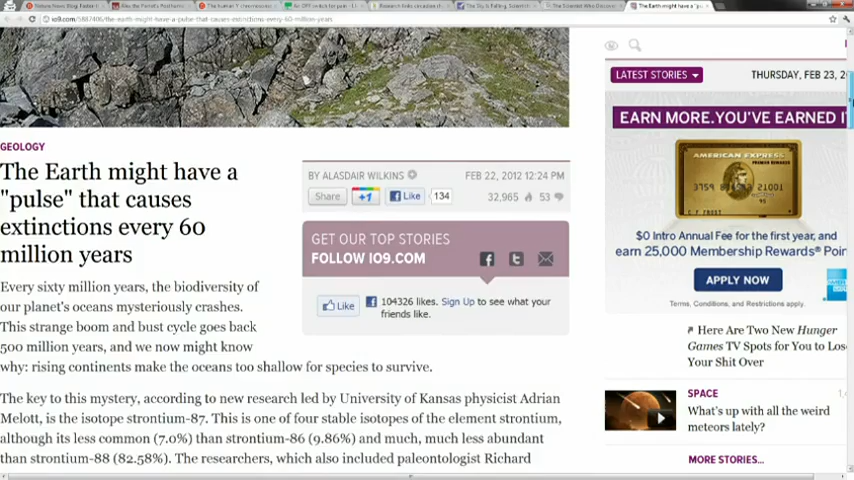 The Earth might have a "pu
io9.com/5887406/the-earth-might-have-a-pulse-that-causes-extinctions-every-60-million-years
LATEST STORIES
THURSDAY, FEB 23, 2
EARN MORE. YOU'VE EARNED I
AMERICAN EXPRESS
$0 Intro Annual Fee for the first year, and
earn 25,000 Membership Rewards® Poin
APPLY NOW
Terms, Conditions, and Restrictions apply.
GEOLOGY
The Earth might have a
"pulse" that causes
extinctions every 60
million years
BY ALASDAIR WILKINS
FEB 22, 2012 12:24 PM
Share
+1
Like
134
32,965
53
GET OUR TOP STORIES
FOLLOW IO9.COM
Like
104326 likes. Sign Up to see what your
friends like.
Every sixty million years, the biodiversity of
our planet's oceans mysteriously crashes.
This strange boom and bust cycle goes back
500 million years, and we now might know
why: rising continents make the oceans too shallow for species to survive.
The key to this mystery, according to new research led by University of Kansas physicist Adrian
Melott, is the isotope strontium-87. This is one of four stable isotopes of the element strontium,
although its less common (7.0%) than strontium-86 (9.86%) and much, much less abundant
than strontium-88 (82.58%). The researchers, which also included paleontologist Richard
Here Are Two New Hunger
Games TV Spots for You to Lose
Your Shit Over
SPACE
What's up with all the weird
meteors lately?
MORE STORIES...